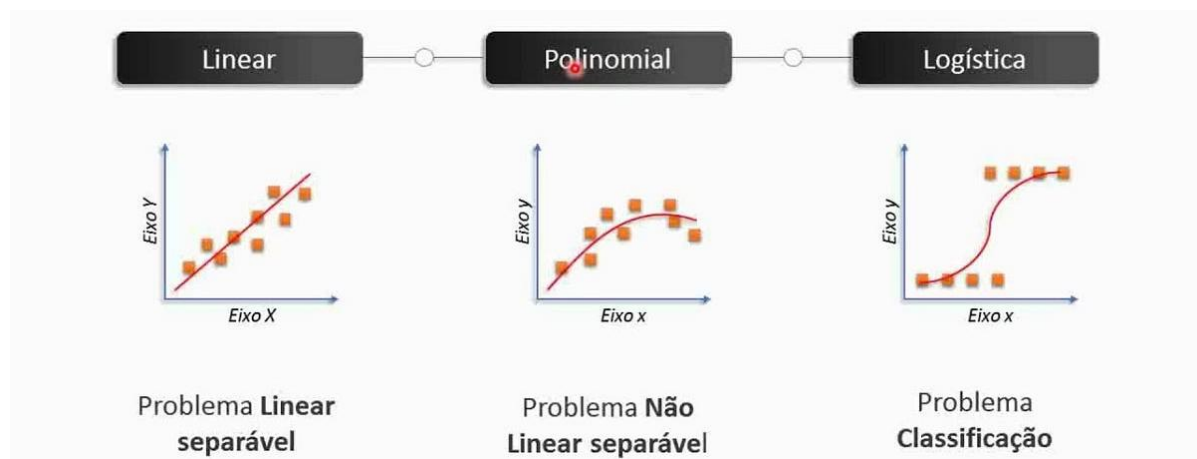 Linear
Polinomial
Logística
Eixo Y
Eixo X
Eixo y
Eixo x
Eixo y
Eixo x
Problema Linear
separável
Problema Não
Linear separável
Problema
Classificação